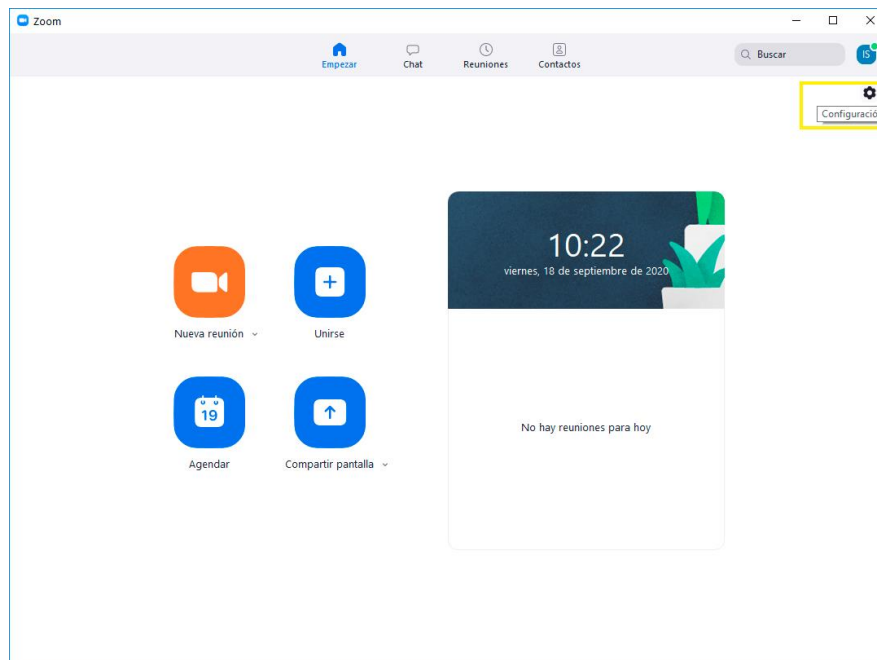 Zoom
Empezar
Chat
Reuniones
Contactos
Buscar
IS
Configuració
10:22
viernes, 18 de septiembre de 2020
Nueva reunión
Unirse
19
Agendar
Compartir pantalla
No hay reuniones para hoy